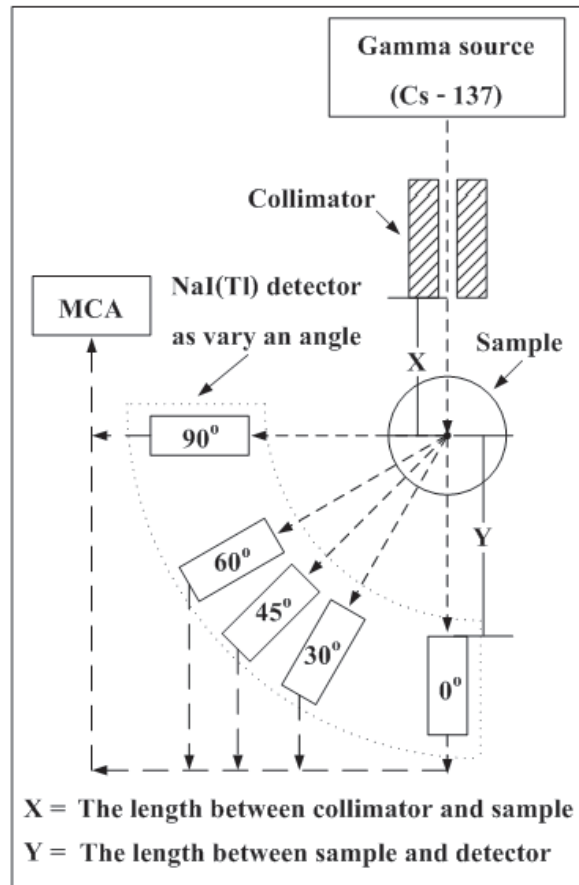 Gamma source
(Cs - 137)
Collimator
NaI(Tl) detector
as vary an angle
MCA
Sample
X
90°
Y
60°
45°
30°
0°
X = The length between collimator and sample
Y = The length between sample and detector